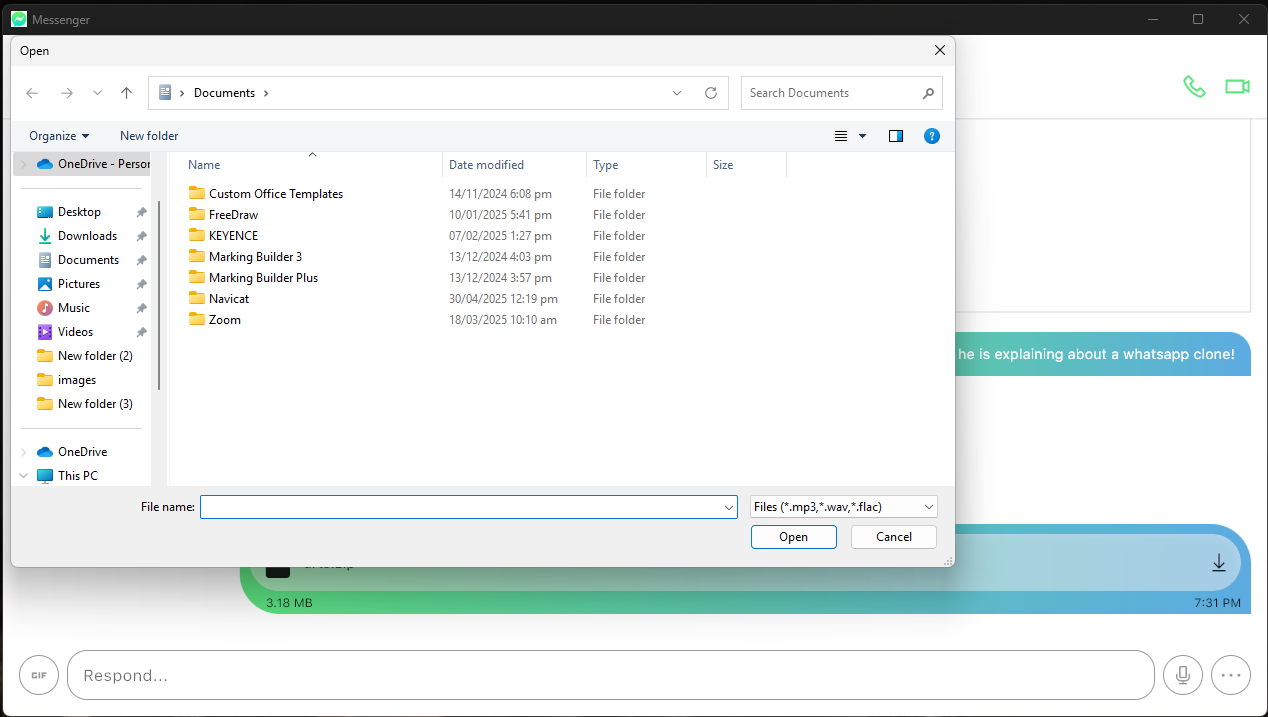 Messenger
Open
Documents
Search Documents
Organize
New folder
OneDrive - Person
Name Date modified Type Size
Custom Office Templates 14/11/2024 6:08 pm File folder
FreeDraw 10/01/2025 5:41 pm File folder
KEYENCE 07/02/2025 1:27 pm File folder
Marking Builder 3 13/12/2024 4:03 pm File folder
Marking Builder Plus 13/12/2024 3:57 pm File folder
Navicat 30/04/2025 12:19 pm File folder
Zoom 18/03/2025 10:10 am File folder
Desktop
Downloads
Documents
Pictures
Music
Videos
New folder (2)
images
New folder (3)
OneDrive
This PC
he is explaining about a whatsapp clone!
File name:
Files (*.mp3,*.wav,*.flac)
Open
Cancel
3.18 MB
7:31 PM
GIF
Respond...